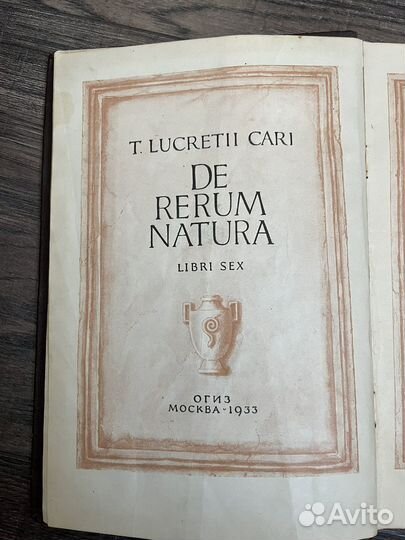 T. LUCRETII CARI
DE
RERUM
NATURA
LIBRI SEX
ОГИЗ
МОСКВА-1933
Avito